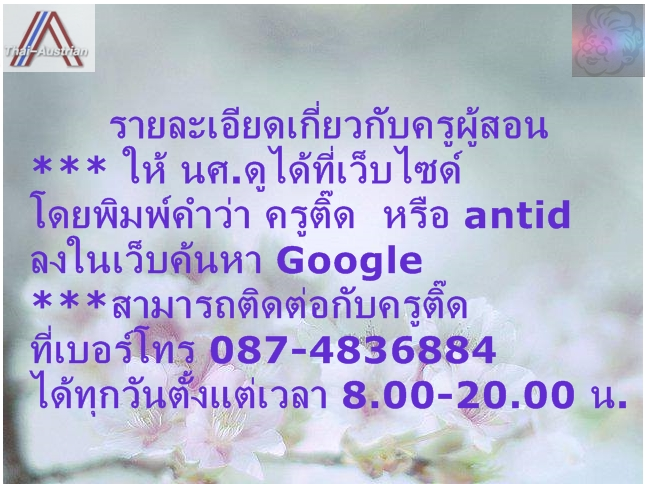 Thai-Austrian
รายละเอียดเกี่ยวกับครูผู้สอน
*** ให้ นศ.ดูได้ที่เว็บไซด์
โดยพิมพ์คำว่า ครูติ๊ด หรือ antid
ลงในเว็บค้นหา Google
***สามารถติดต่อกับครูติ๊ด
ที่เบอร์โทร 087-4836884
ได้ทุกวันตั้งแต่เวลา 8.00-20.00 น.